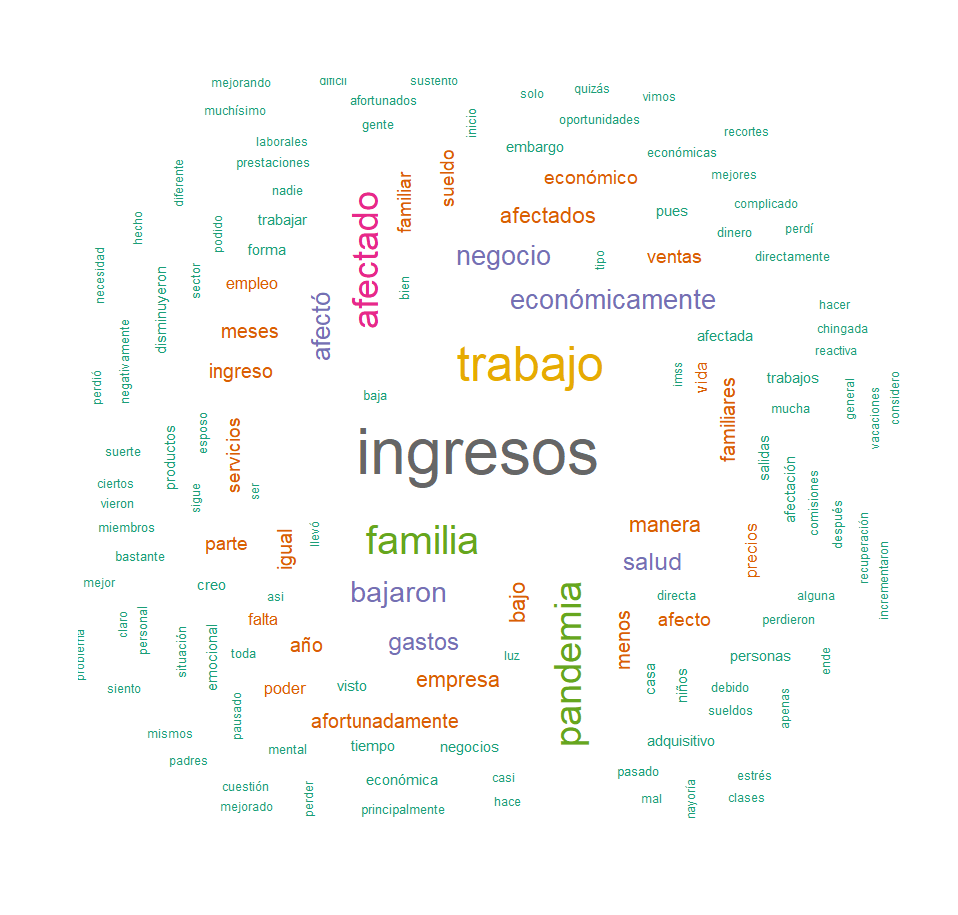 mejorando
difícil
sustento
muchísimo
afortunados
solo
quizás
vimos
gente
inicio
oportunidades
recortes
laborales
embargo
económicas
prestaciones
sueldo
económico
mejores
diferente
nadie
familiar
complicado
hecho
podido
trabajar
afectado
afectados
pues
dinero
perdí
forma
negocio
tipo
ventas
directamente
necesidad
disminuyeron
sector
empleo
bien
económicamente
hacer
afectó
meses
afectada
chingada
negativamente
trabajo
reactiva
perdió
ingreso
imss
vida
trabajos
general
vacaciones
considero
baja
familiares
mucha
esposo
suerte
productos
servicios
ingresos
salidas
ciertos
sigue
ser
afectación
comisiones
después
vieron
miembros
llevó
manera
recuperación
bastante
parte
igual
familia
precios
incrementaron
mejor
creo
asi
bajaron
bajo
salud
directa
alguna
claro
personal
falta
pandemia
menos
afecto
perdieron
problema
situación
emocional
toda
año
gastos
luz
casa
niños
personas
ende
siento
poder
visto
empresa
debido
pausado
afortunadamente
sueldos
apenas
mismos
mental
tiempo
negocios
adquisitivo
padres
cuestión
económica
casi
pasado
estrés
mejorado
perder
principalmente
hace
mal
clases